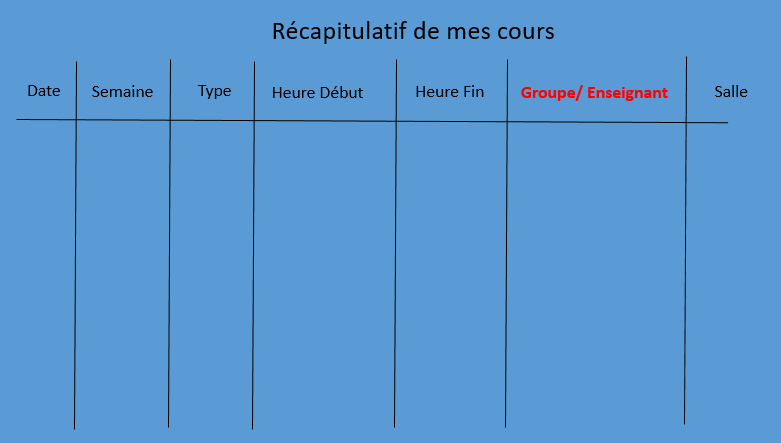 Récapitulatif de mes cours
Date Semaine Type Heure Début Heure Fin Groupe/ Enseignant Salle